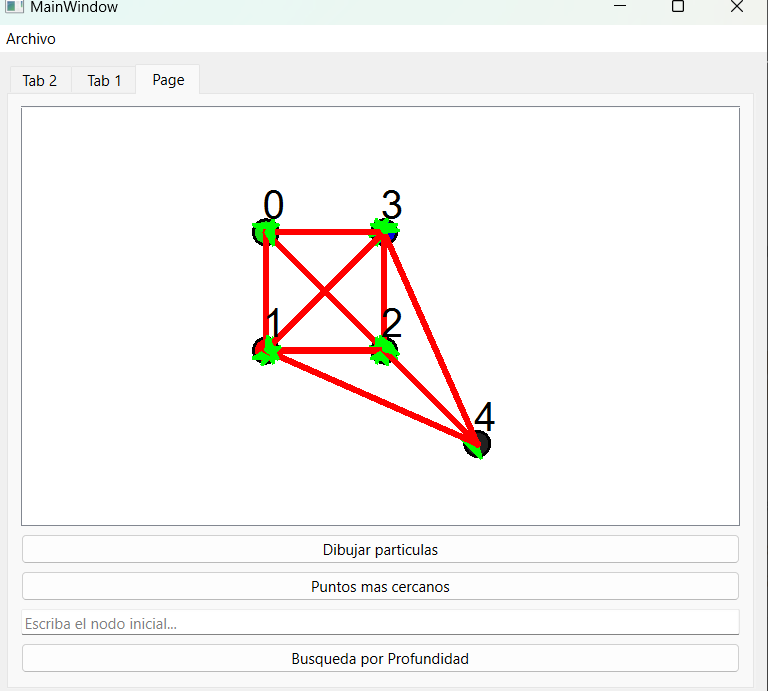 MainWindow
Archivo
Tab 2 Tab 1 Page
0 3
1 2
4
Dibujar particulas
Puntos mas cercanos
Escriba el nodo inicial...
Busqueda por Profundidad